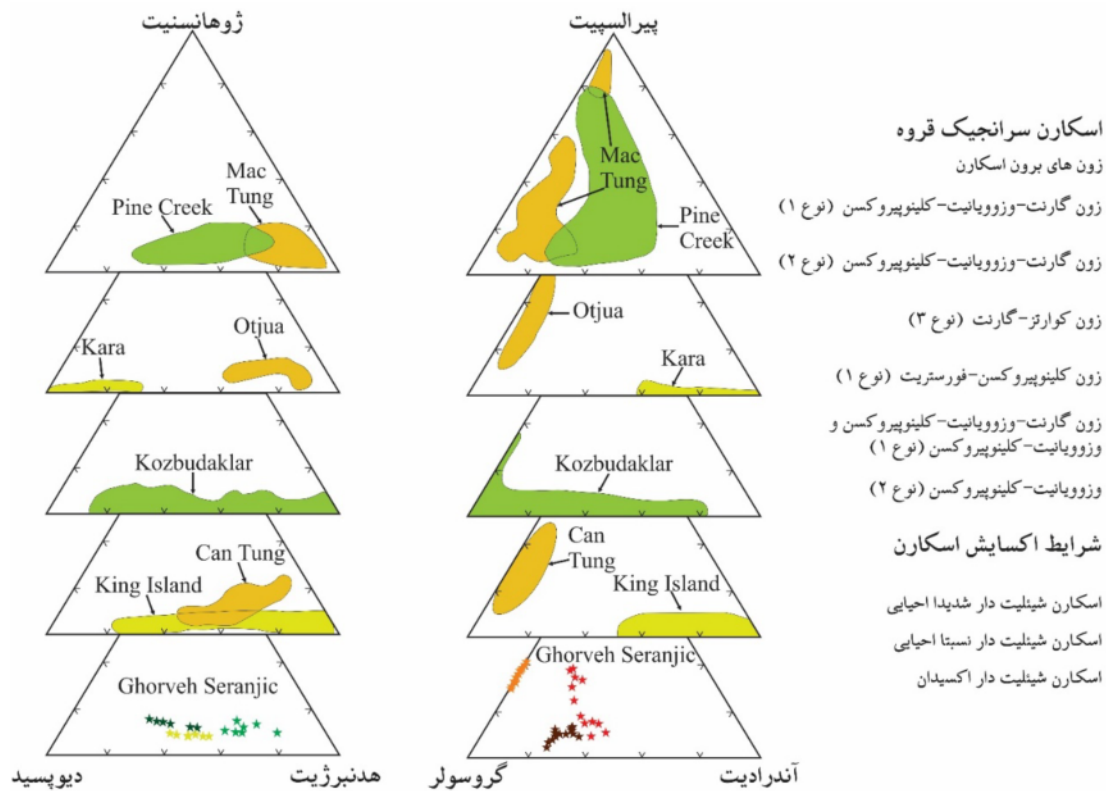 ژوهانسنیت
پیرالسپیت
Mac
Tung
Pine Creek
Mac
Tung
Pine
Creek
Kara
Otjua
Otjua
Kara
Kozbudaklar
Kozbudaklar
Can Tung
King Island
Can
Tung
King Island
Ghorveh Seranjic
Ghorveh Seranjic
دیوپسید
هدنبرژیت
گروسولر
آندرادیت
اسکارن سرانجیک قروه
زون های برون اسکارن
زون گارنت-وزوویانیت-کلینوپیروکسن (نوع ۱)
زون گارنت-وزوویانیت-کلینوپیروکسن (نوع ۲)
زون کوارتز-گارنت (نوع ۳)
زون کلینوپیروکسن-فورستریت (نوع ۱)
زون گارنت-وزوویانیت-کلینوپیروکسن و
وزوویانیت-کلینوپیروکسن (نوع ۱)
وزوویانیت-کلینوپیروکسن (نوع ۲)
شرایط اکسایش اسکارن
اسکارن شیئلیت دار شدیدا احیایی
اسکارن شیئلیت دار نسبتا احیایی
اسکارن شیئلیت دار اکسیدان